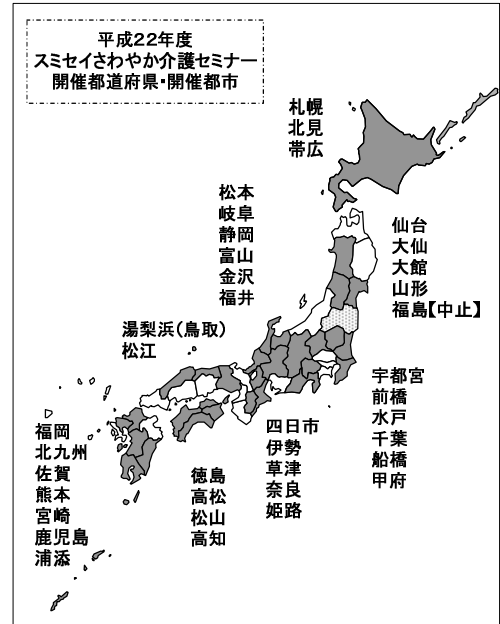 平成22年度
スミセイさわやか介護セミナー
開催都道府県・開催都市
札幌
北見
帯広
松本
岐阜
静岡
富山
金沢
福井
仙台
大仙
大館
山形
福島【中止】
湯梨浜(鳥取)
松江
宇都宮
前橋
水戸
千葉
船橋
甲府
四日市
伊勢
草津
奈良
姫路
徳島
高松
松山
高知
福岡
北九州
佐賀
熊本
宮崎
鹿児島
浦添